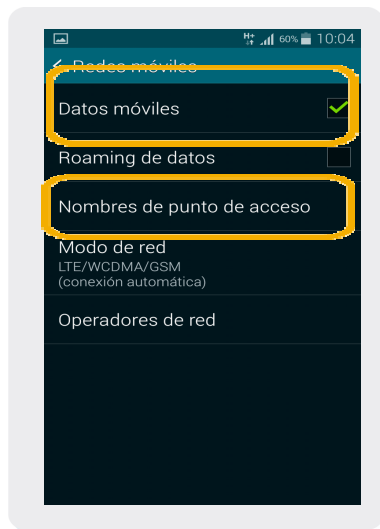 H+ 60% 10:04
< Redes móviles
Datos móviles
Roaming de datos
Nombres de punto de acceso
Modo de red
LTE/WCDMA/GSM
(conexión automática)
Operadores de red